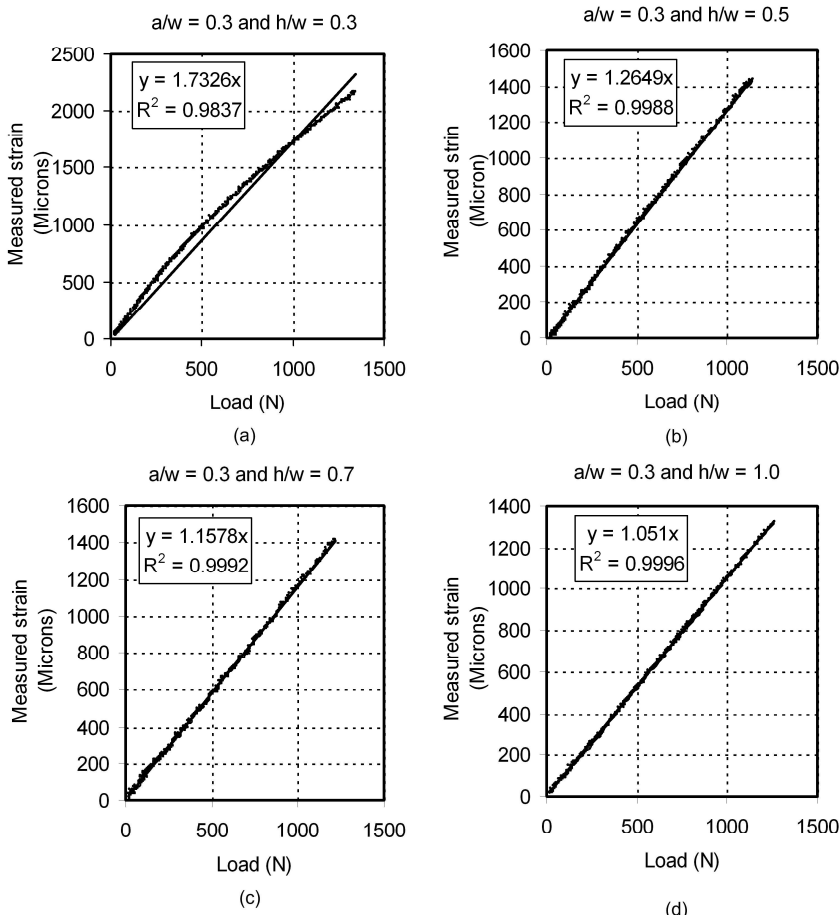 a/w = 0.3 and h/w = 0.3
2500
2000
1500
1000
500
0
y = 1.7326x
R² = 0.9837
Measured strain
(Microns)
0 500 1000 1500
Load (N)
(a)
a/w = 0.3 and h/w = 0.5
1600
1400
1200
1000
800
600
400
200
0
y = 1.2649x
R² = 0.9988
Measured strin
(Micron)
0 500 1000 1500
Load (N)
(b)
a/w = 0.3 and h/w = 0.7
1600
1400
1200
1000
800
600
400
200
0
y = 1.1578x
R² = 0.9992
Measured strain
(Microns)
0 500 1000 1500
Load (N)
(c)
a/w = 0.3 and h/w = 1.0
1400
1200
1000
800
600
400
200
0
y = 1.051x
R² = 0.9996
Measured strain
(Microns)
0 500 1000 1500
Load (N)
(d)